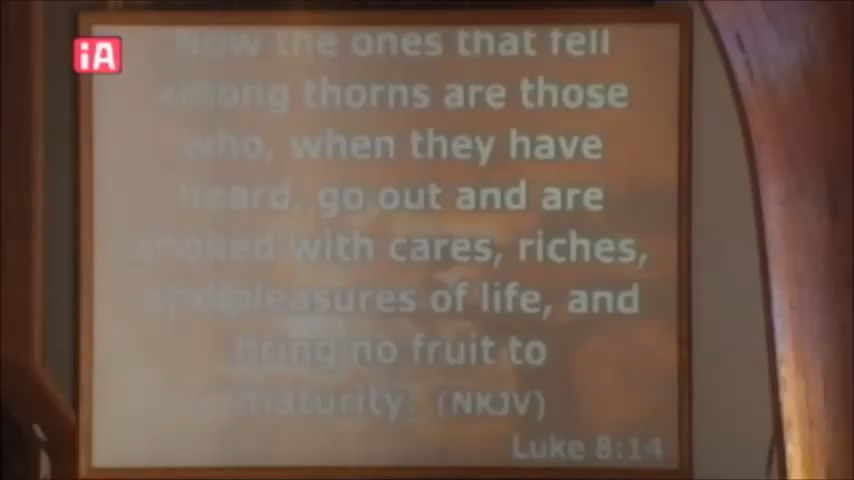 iA
Now the ones that fell
among thorns are those
who, when they have
heard, go out and are
choked with cares, riches,
and pleasures of life, and
bring no fruit to
maturity. (NKJV)
Luke 8:14